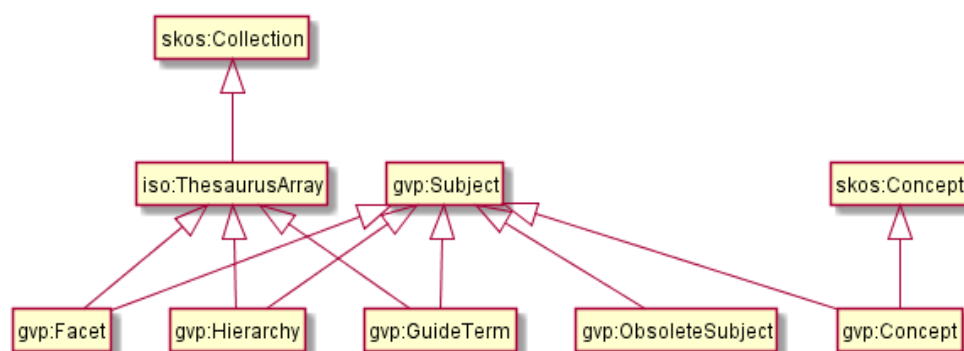 skos:Collection
iso:ThesaurusArray
gvp:Subject
skos:Concept
gvp:Facet
gvp:Hierarchy
gvp:GuideTerm
gvp:ObsoleteSubject
gvp:Concept